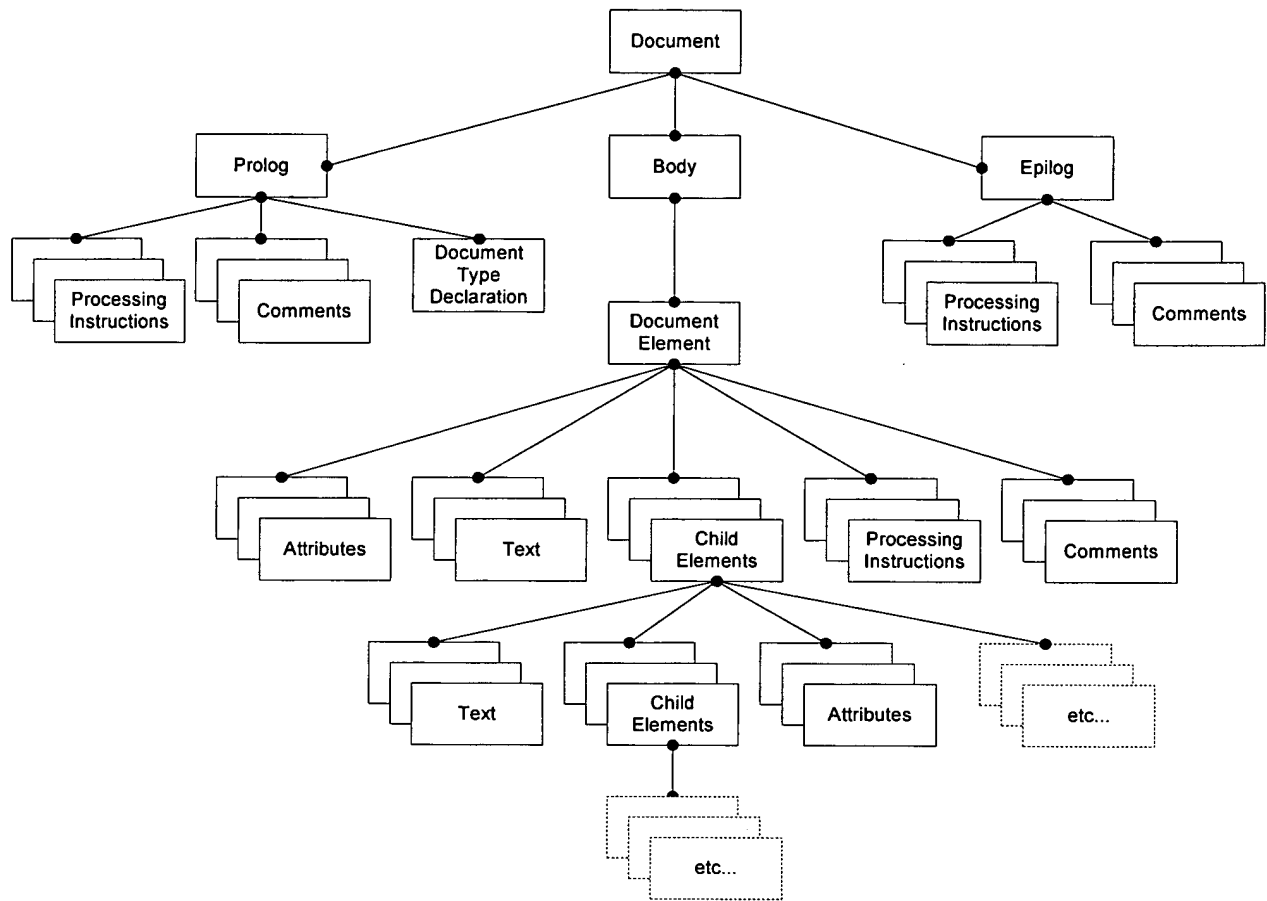 Document
Prolog
Body
Epilog
Processing
Instructions
Comments
Document
Type
Declaration
Document
Element
Processing
Instructions
Comments
Attributes
Text
Child
Elements
Processing
Instructions
Comments
Text
Child
Elements
Attributes
etc...
etc...